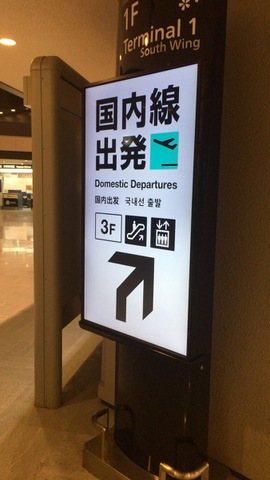 1F
Terminal 1
South Wing
国内線
出発
Domestic Departures
国内出发 국내선 출발
3F